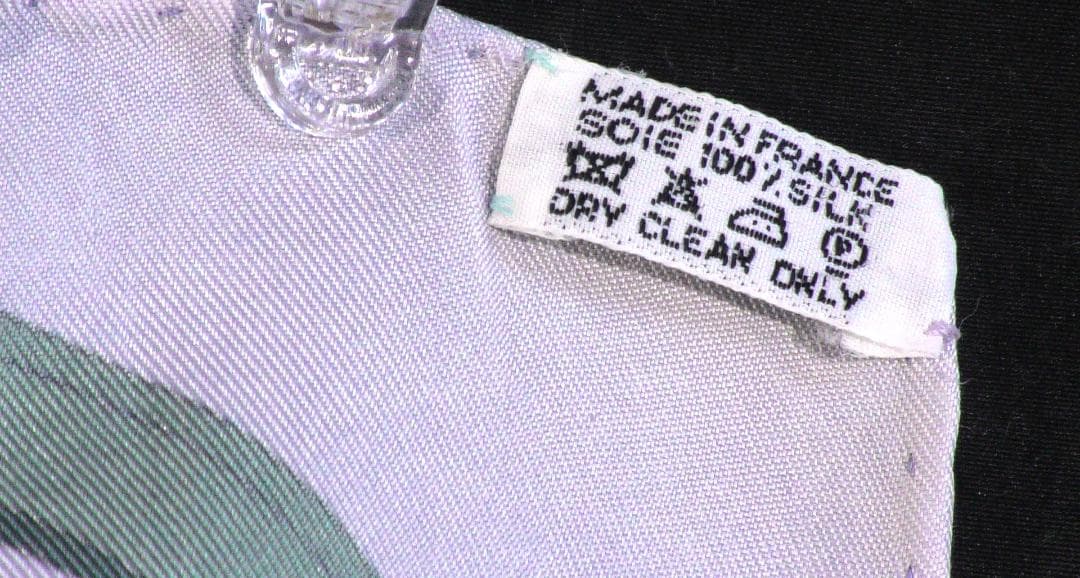 MADE IN FRANCE
SOIE 100% SILK
P
DRY CLEAN ONLY